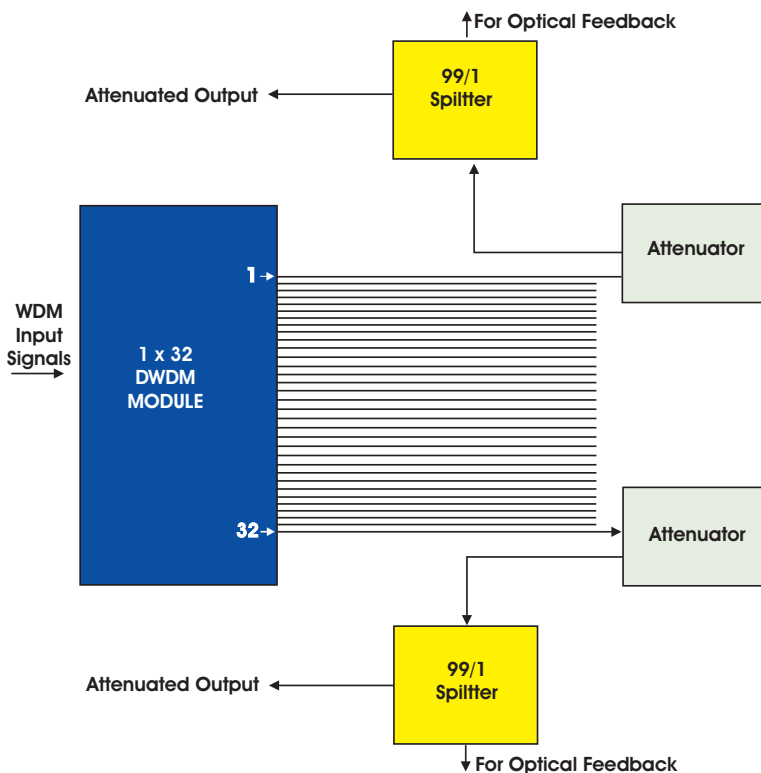 For Optical Feedback
99/1
Spiltter
Attenuated Output
Attenuator
1
WDM
Input
Signals
1 x 32
DWDM
MODULE
32
Attenuator
99/1
Spiltter
Attenuated Output
For Optical Feedback